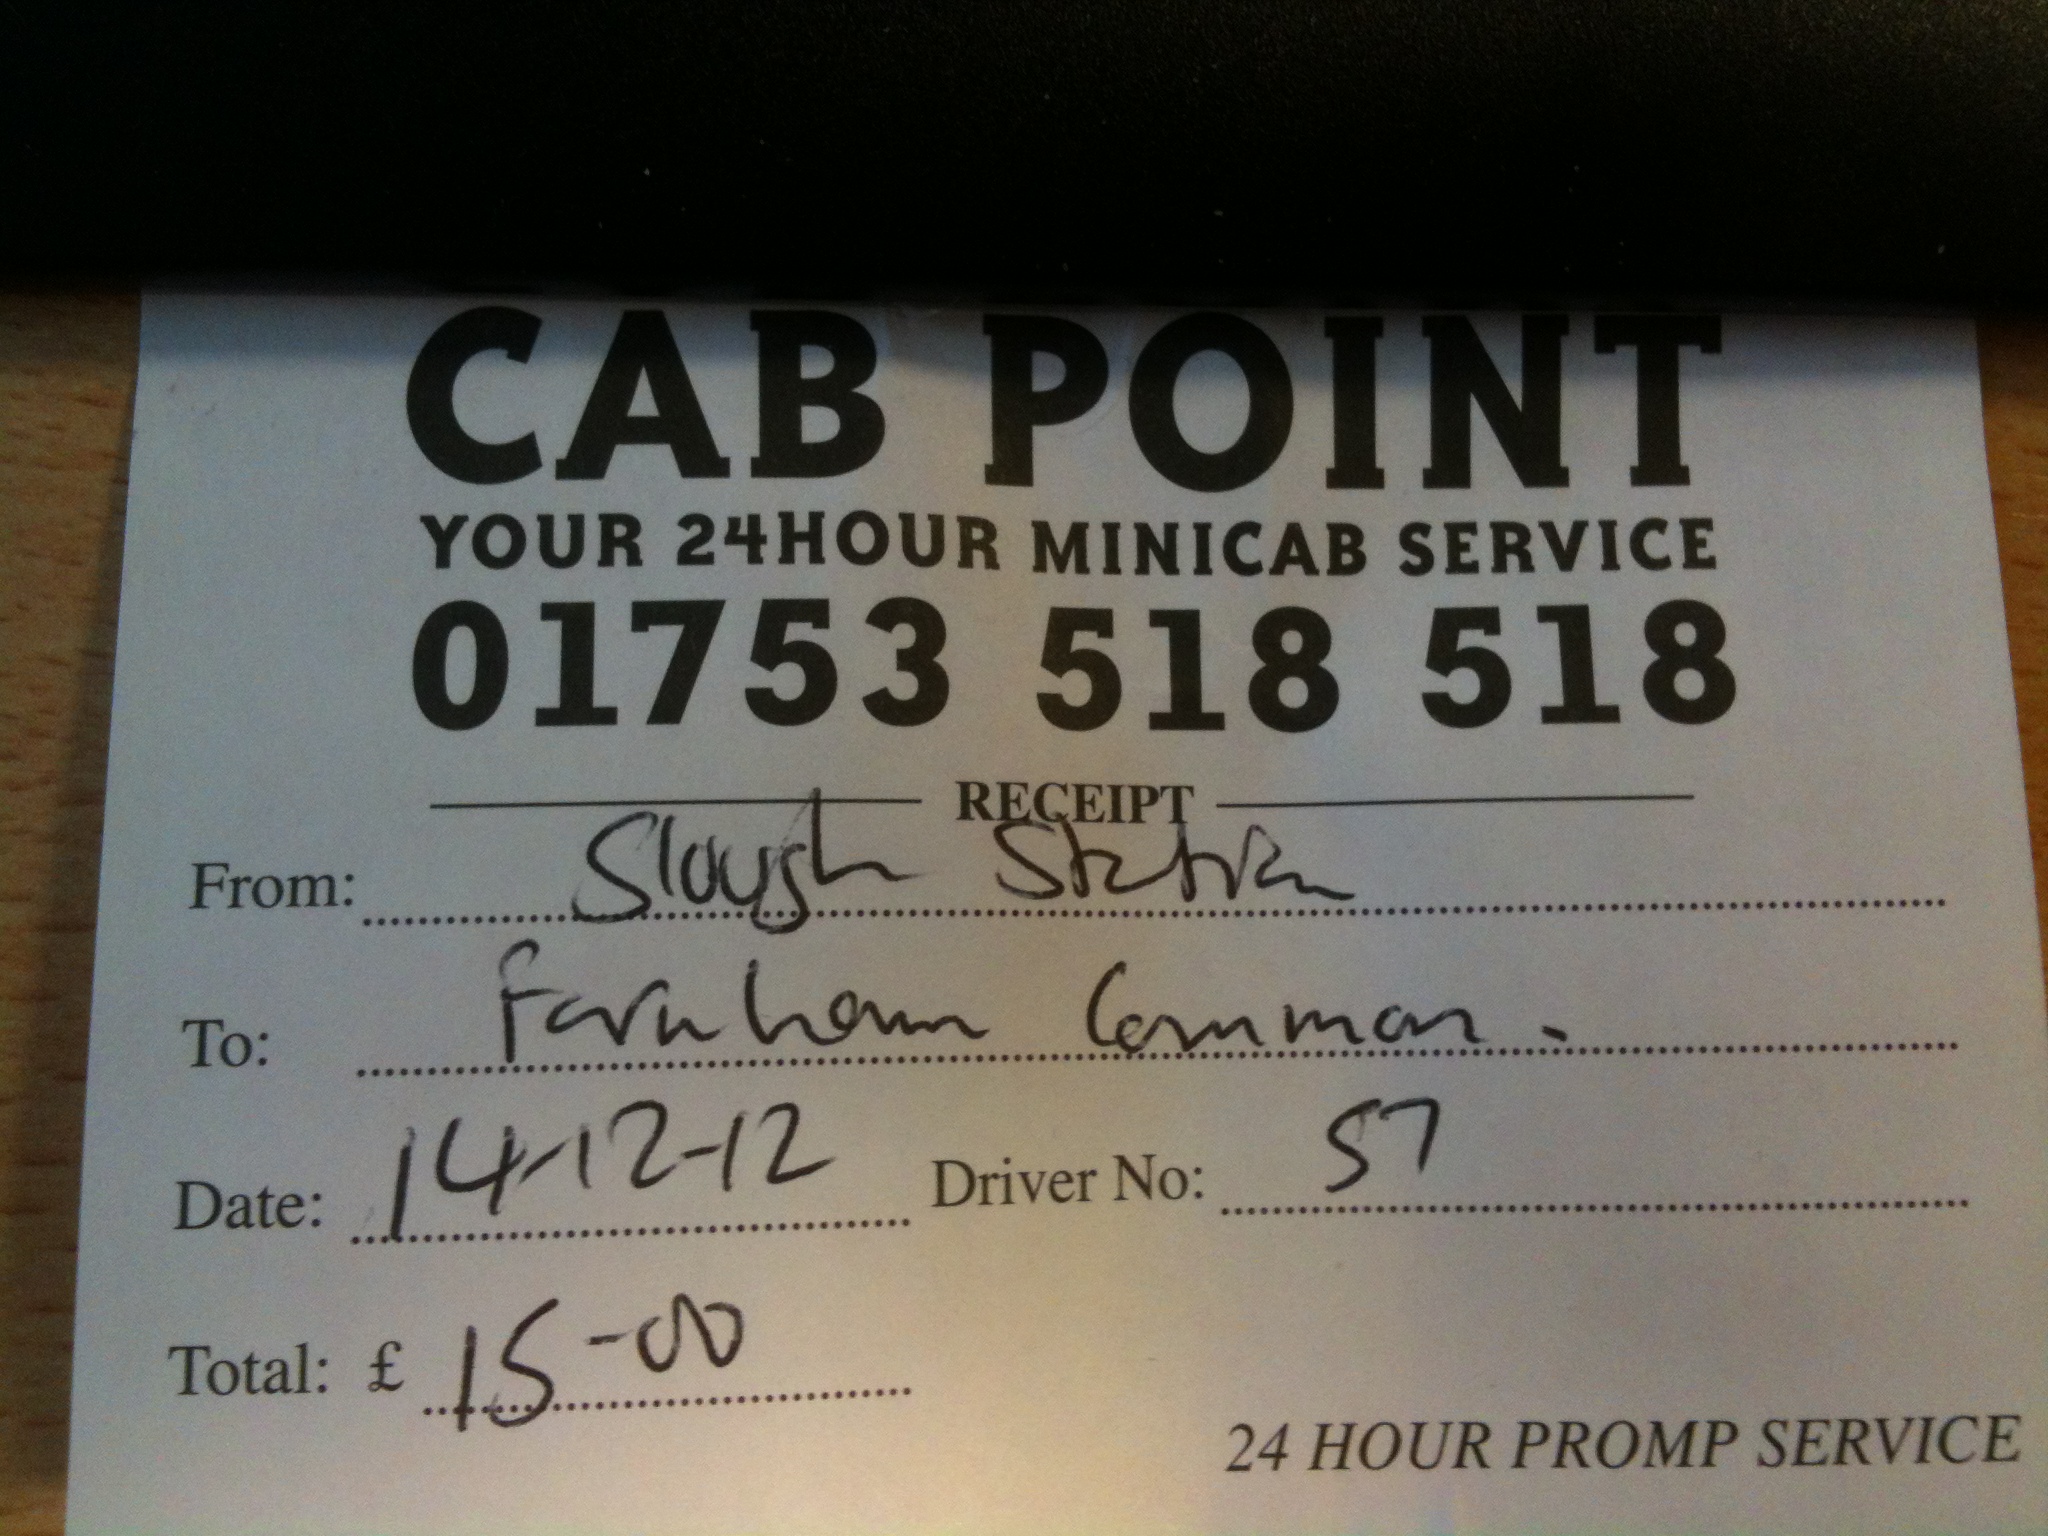 CAB POINT
YOUR 24HOUR MINICAB SERVICE
01753 518 518
RECEIPT
From: Slough Station
To: Farnham Common.
Date: 14-12-12 Driver No: 57
Total: £ 15-00
24 HOUR PROMP SERVICE